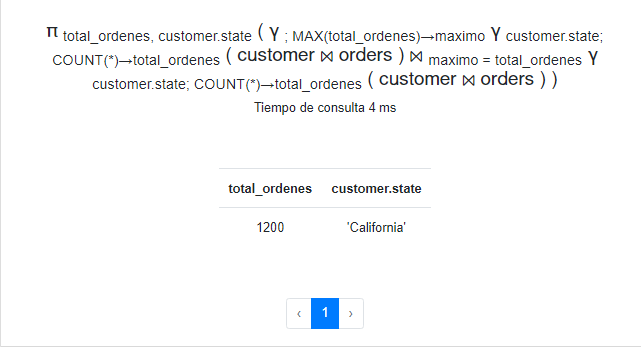 π total_ordenes, customer.state ( γ ; MAX(total_ordenes)→maximo γ customer.state;
COUNT(*)→total_ordenes ( customer ⋈ orders ) ⋈ maximo = total_ordenes γ
customer.state; COUNT(*)→total_ordenes ( customer ⋈ orders ) )
Tiempo de consulta 4 ms
total_ordenes customer.state
1200 'California'
‹ 1 ›